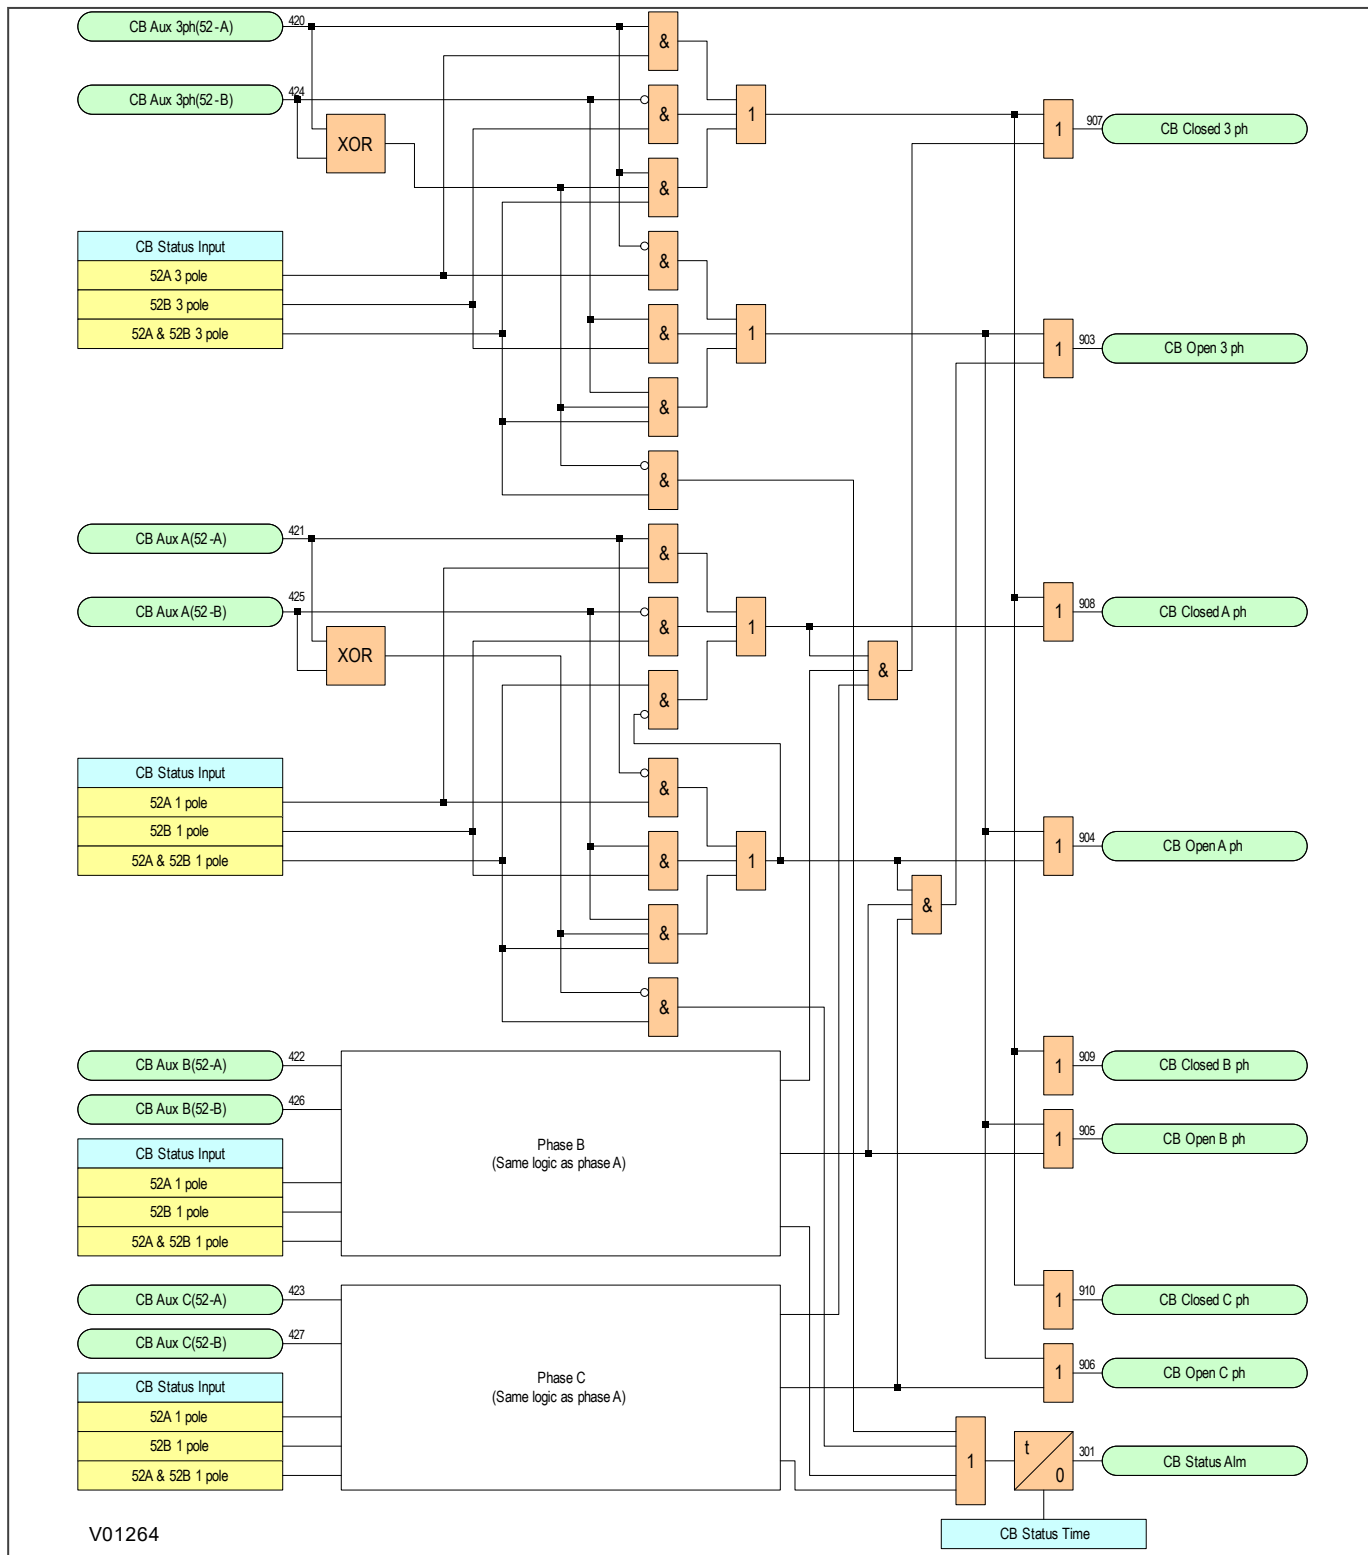 CB Aux 3ph(52-A)
420
&
CB Aux 3ph(52-B)
424
XOR
&
1
1
907
CB Closed 3 ph
&
CB Status Input
52A 3 pole
52B 3 pole
52A & 52B 3 pole
&
&
1
1
903
CB Open 3 ph
&
&
CB Aux A(52-A)
421
&
CB Aux A(52-B)
425
XOR
&
1
1
908
CB Closed A ph
&
&
CB Status Input
52A 1 pole
52B 1 pole
52A & 52B 1 pole
&
&
1
1
904
CB Open A ph
&
&
&
CB Aux B(52-A)
422
CB Aux B(52-B)
426
CB Status Input
52A 1 pole
52B 1 pole
52A & 52B 1 pole
Phase B
(Same logic as phase A)
1
909
CB Closed B ph
1
905
CB Open B ph
CB Aux C(52-A)
423
CB Aux C(52-B)
427
CB Status Input
52A 1 pole
52B 1 pole
52A & 52B 1 pole
Phase C
(Same logic as phase A)
1
910
CB Closed C ph
1
906
CB Open C ph
1
t
0
301
CB Status Alm
CB Status Time
V01264